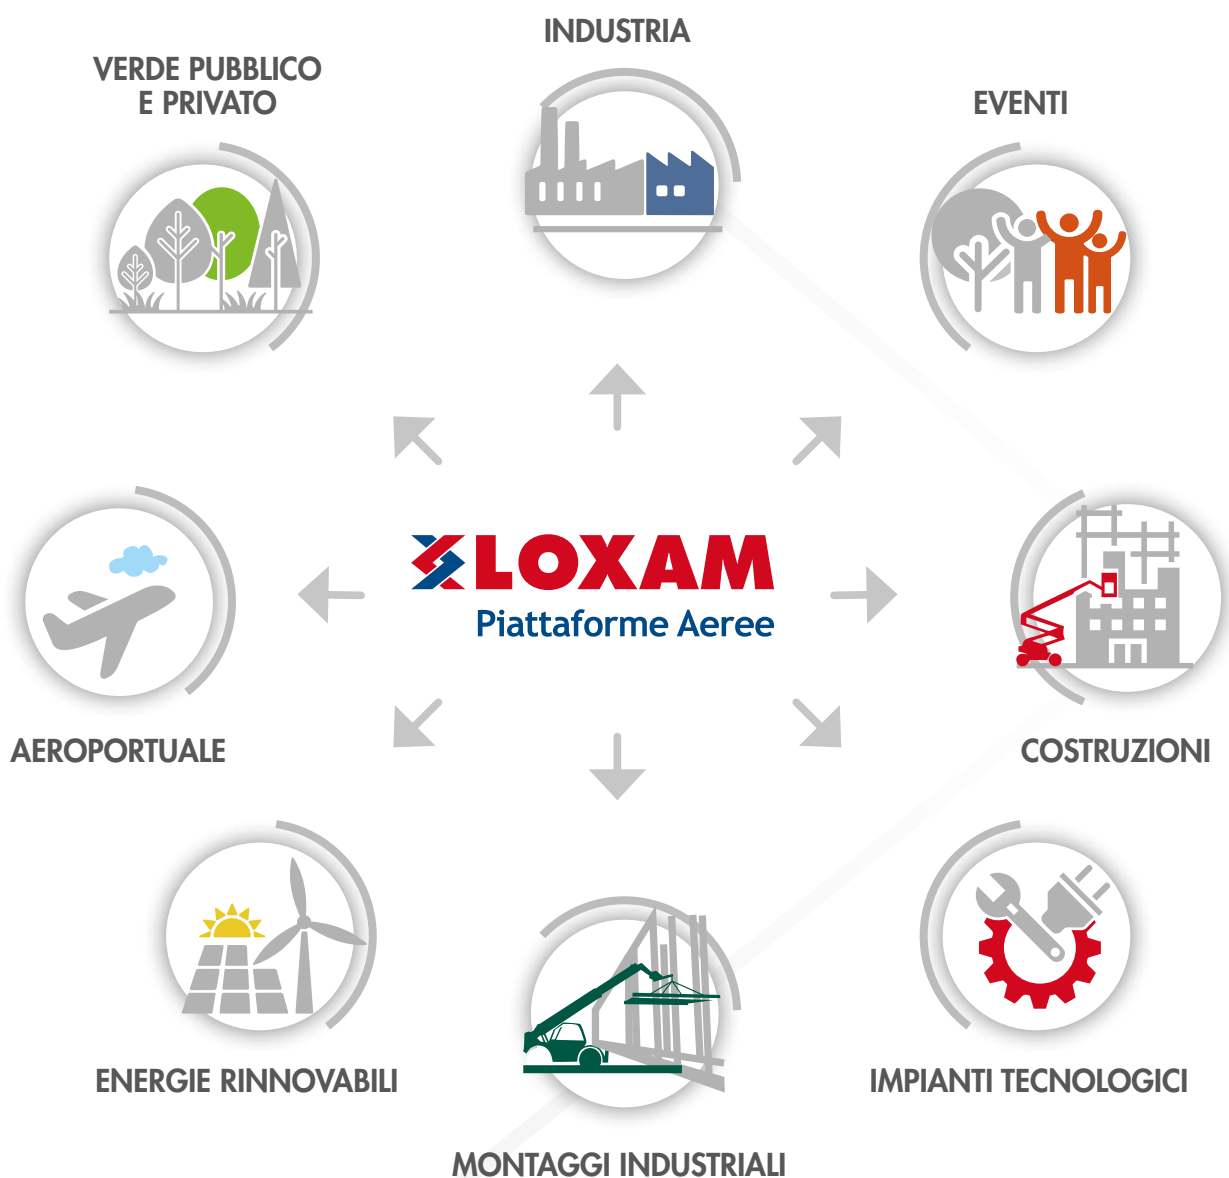 INDUSTRIA
VERDE PUBBLICO
E PRIVATO
EVENTI
LOXAM
Piattaforme Aeree
AEROPORTUALE
COSTRUZIONI
ENERGIE RINNOVABILI
IMPIANTI TECNOLOGICI
MONTAGGI INDUSTRIALI